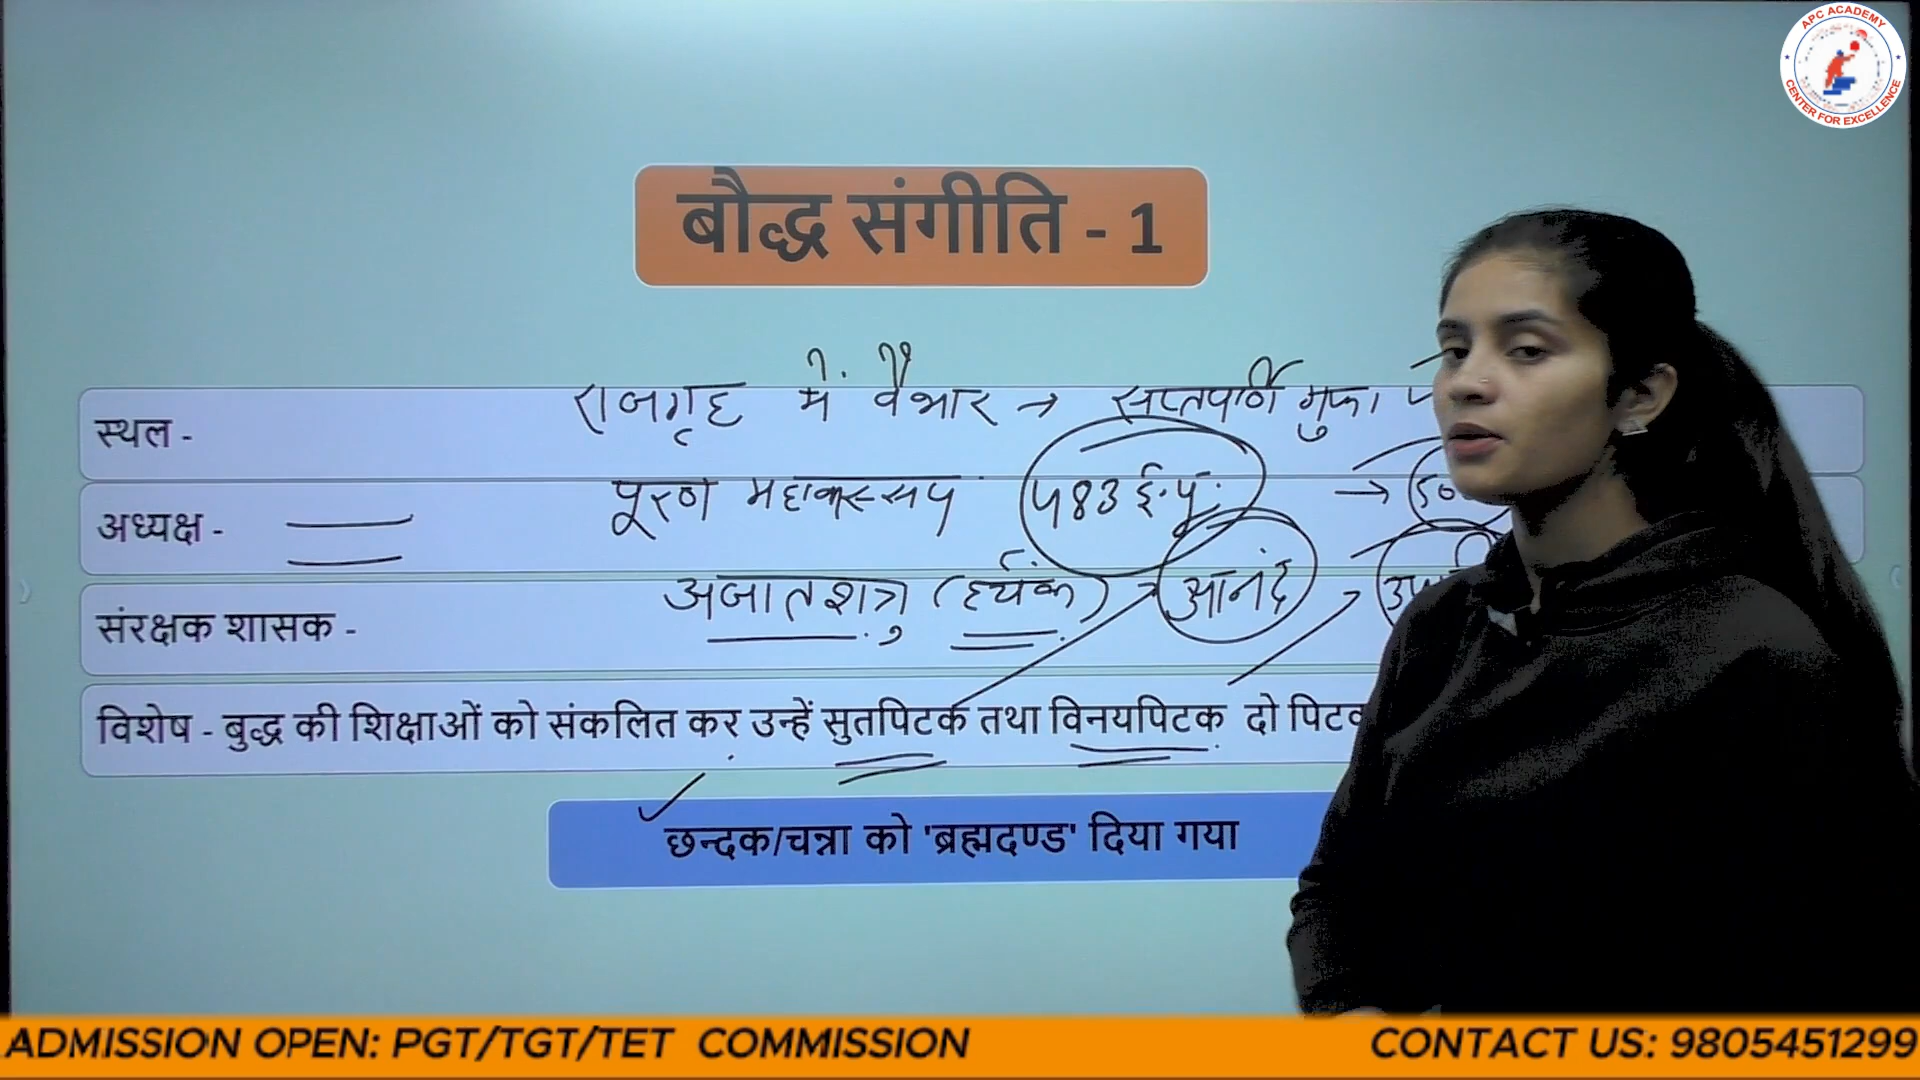 APC ACADEMY
CENTER FOR EXCELLENCE
बौद्ध संगीति - 1
स्थल - राजगृह में वैभार → सप्तपर्णी गुफा
अध्यक्ष - पूरण महाकस्सप 483 ई.पू. →
संरक्षक शासक - अजातशत्रु (हर्यंक) आनंद
विशेष - बुद्ध की शिक्षाओं को संकलित कर उन्हें सुतपिटक तथा विनयपिटक दो
छन्दक/चन्ना को 'ब्रह्मदण्ड' दिया गया
ADMISSION OPEN: PGT/TGT/TET COMMISSION CONTACT US: 9805451299